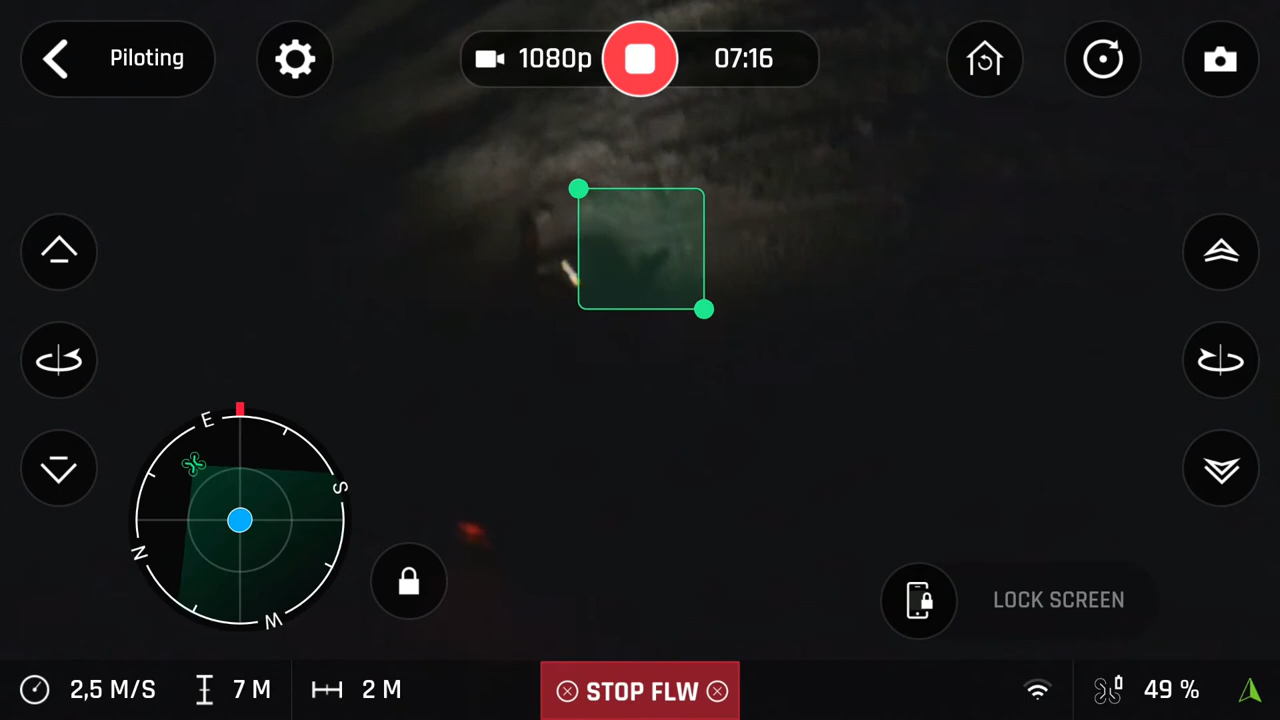 Piloting
1080p
07:16
E
S
N
W
LOCK SCREEN
2,5 M/S
7 M
2 M
STOP FLW
49 %